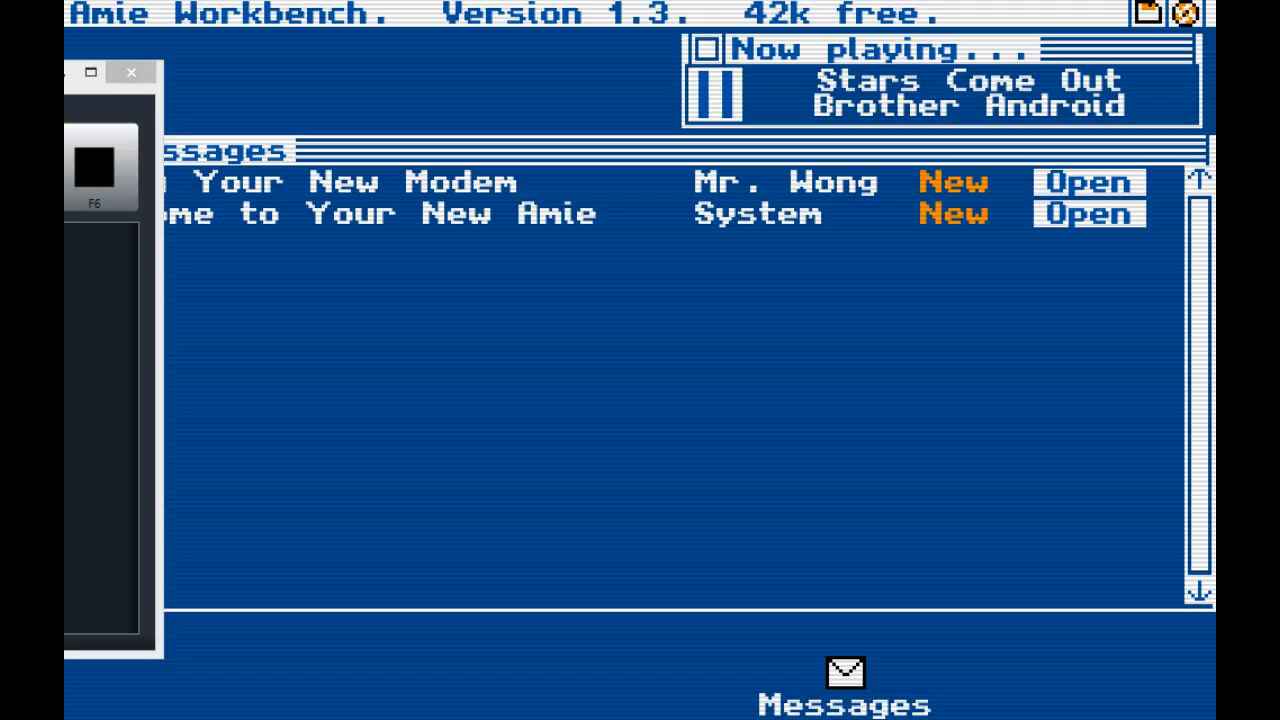 Amie Workbench. Version 1.3. 42k free.
Now playing...
Stars Come Out
Brother Android
ssages
Your New Modem Mr. Wong New Open
ome to Your New Amie System New Open
F6
Messages